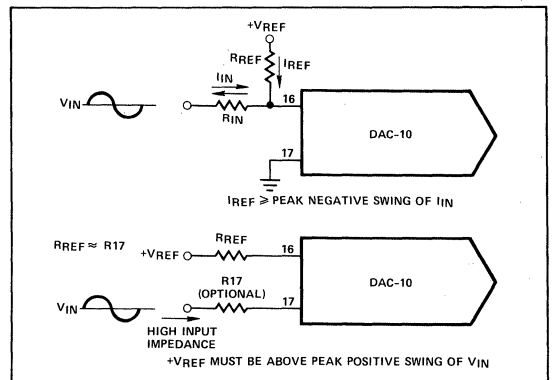 +VREF
RREF
IREF
IIN
VIN
RIN
16
DAC-10
17
IREF ⩾ PEAK NEGATIVE SWING OF IIN
RREF ≈ R17
+VREF
RREF
16
DAC-10
R17
(OPTIONAL)
VIN
17
HIGH INPUT
IMPEDANCE
+VREF MUST BE ABOVE PEAK POSITIVE SWING OF VIN